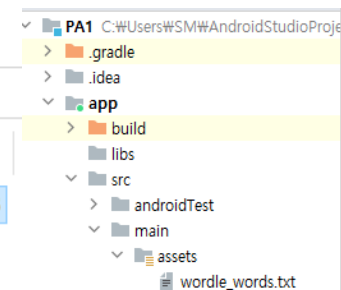 PA1 C:₩Users₩SM₩AndroidStudioProje
.gradle
.idea
app
build
libs
src
androidTest
main
assets
wordle_words.txt